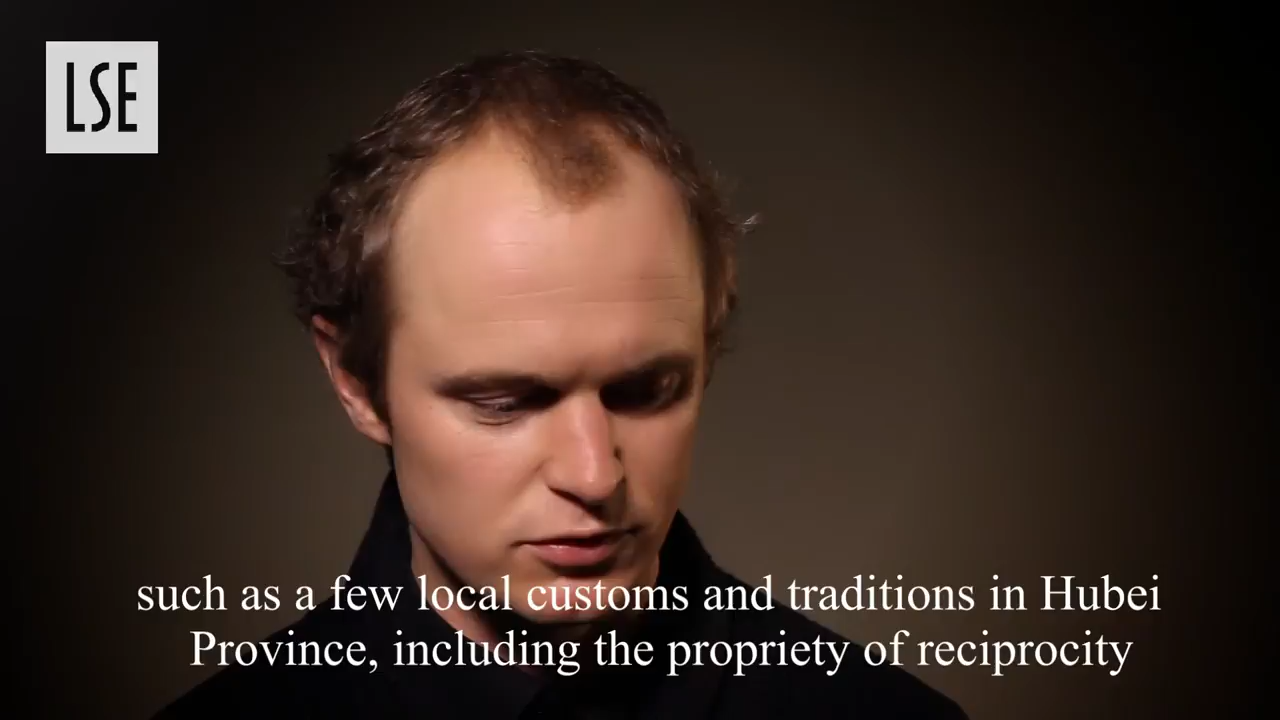 LSE
such as a few local customs and traditions in Hubei
Province, including the propriety of reciprocity